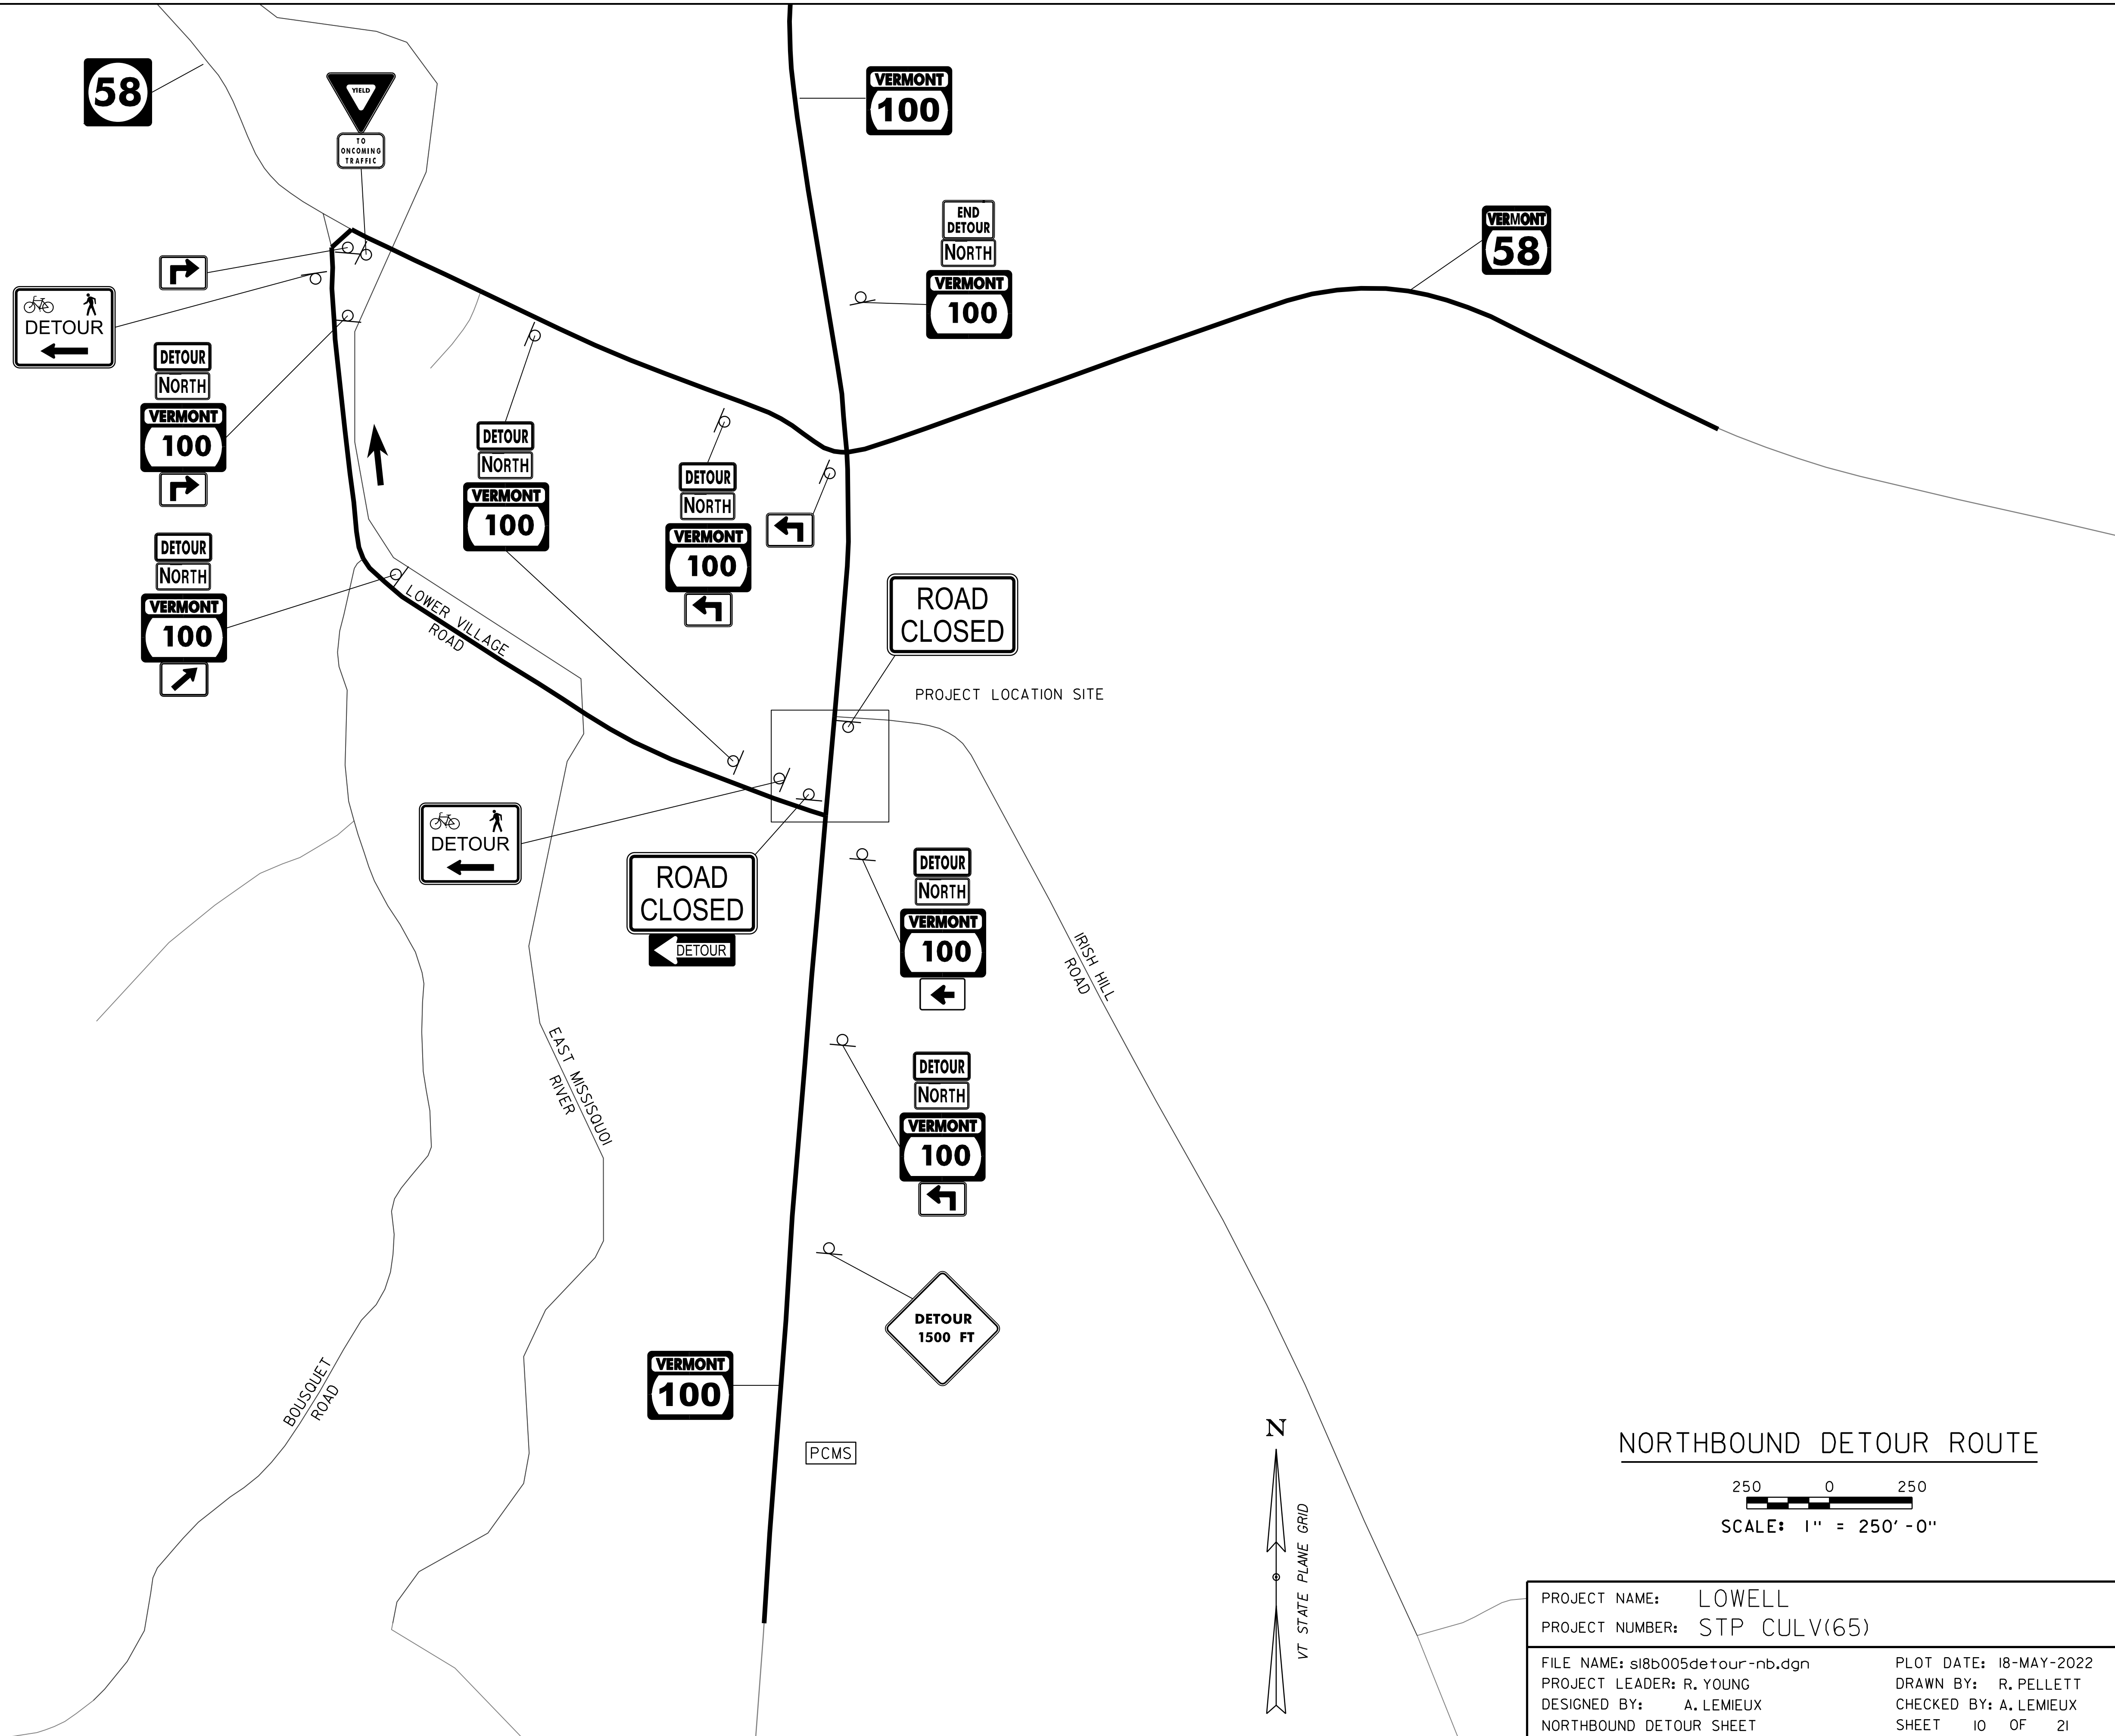 58
YIELD
TO
ONCOMING
TRAFFIC
VERMONT
100
END
DETOUR
NORTH
VERMONT
100
VERMONT
58
DETOUR
DETOUR
NORTH
VERMONT
100
DETOUR
NORTH
VERMONT
100
DETOUR
NORTH
VERMONT
100
DETOUR
NORTH
VERMONT
100
LOWER VILLAGE
ROAD
ROAD
CLOSED
PROJECT LOCATION SITE
DETOUR
ROAD
CLOSED
DETOUR
DETOUR
NORTH
VERMONT
100
IRISH HILL
ROAD
EAST MISSISQUOI
RIVER
DETOUR
NORTH
VERMONT
100
DETOUR
1500 FT
VERMONT
100
BOUSQUET
ROAD
PCMS
N
VT STATE PLANE GRID
NORTHBOUND DETOUR ROUTE
250 0 250
SCALE: 1" = 250'-0"
PROJECT NAME: LOWELL
PROJECT NUMBER: STP CULV(65)
FILE NAME: s18b005detour-nb.dgn PLOT DATE: 18-MAY-2022
PROJECT LEADER: R. YOUNG DRAWN BY: R. PELLETT
DESIGNED BY: A. LEMIEUX CHECKED BY: A. LEMIEUX
NORTHBOUND DETOUR SHEET SHEET 10 OF 21